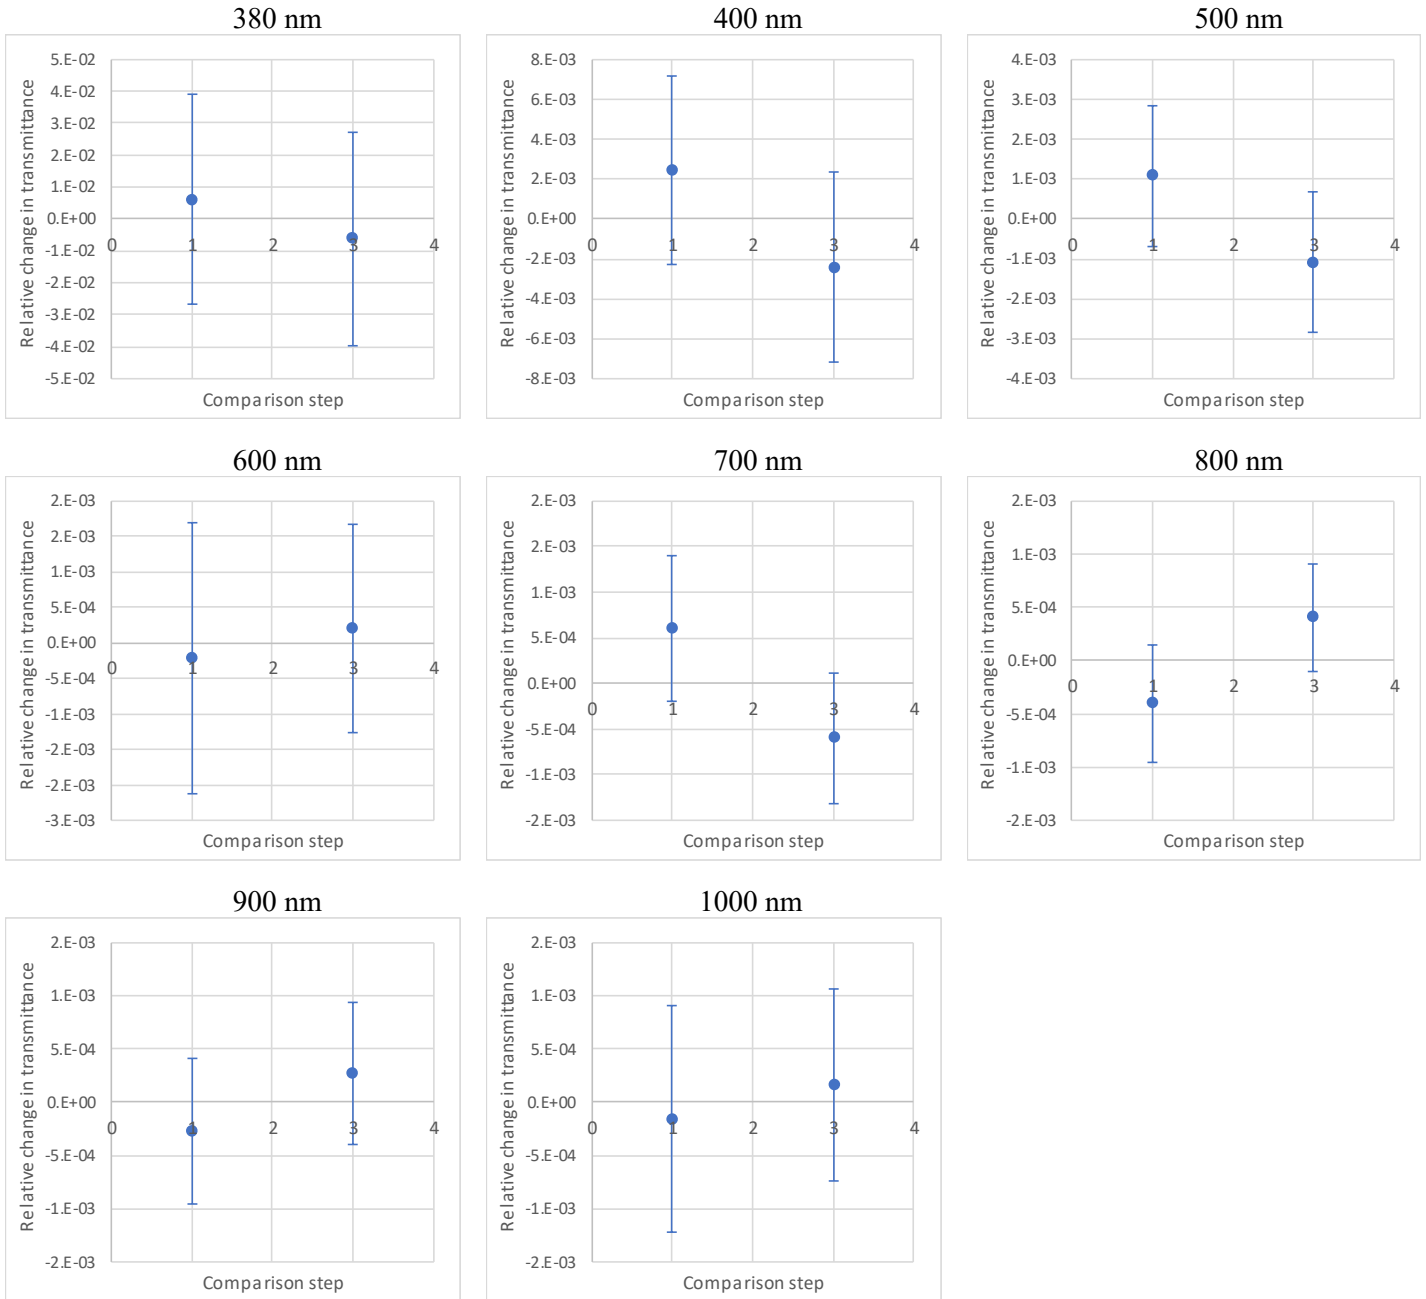 380 nm
Relative change in transmittance
5.E-02
4.E-02
3.E-02
2.E-02
1.E-02
0.E+00
-1.E-02
-2.E-02
-3.E-02
-4.E-02
-5.E-02
0 1 2 3 4
Comparison step
400 nm
Relative change in transmittance
8.E-03
6.E-03
4.E-03
2.E-03
0.E+00
-2.E-03
-4.E-03
-6.E-03
-8.E-03
0 1 2 3 4
Comparison step
500 nm
Relative change in transmittance
4.E-03
3.E-03
2.E-03
1.E-03
0.E+00
-1.E-03
-2.E-03
-3.E-03
-4.E-03
0 1 2 3 4
Comparison step
600 nm
Relative change in transmittance
2.E-03
2.E-03
1.E-03
5.E-04
0.E+00
-5.E-04
-1.E-03
-2.E-03
-2.E-03
-3.E-03
0 1 2 3 4
Comparison step
700 nm
Relative change in transmittance
2.E-03
2.E-03
1.E-03
5.E-04
0.E+00
-5.E-04
-1.E-03
-2.E-03
0 1 2 3 4
Comparison step
800 nm
Relative change in transmittance
2.E-03
1.E-03
5.E-04
0.E+00
-5.E-04
-1.E-03
-2.E-03
0 1 2 3 4
Comparison step
900 nm
Relative change in transmittance
2.E-03
1.E-03
5.E-04
0.E+00
-5.E-04
-1.E-03
-2.E-03
0 1 2 3 4
Comparison step
1000 nm
Relative change in transmittance
2.E-03
1.E-03
5.E-04
0.E+00
-5.E-04
-1.E-03
-2.E-03
0 1 2 3 4
Comparison step